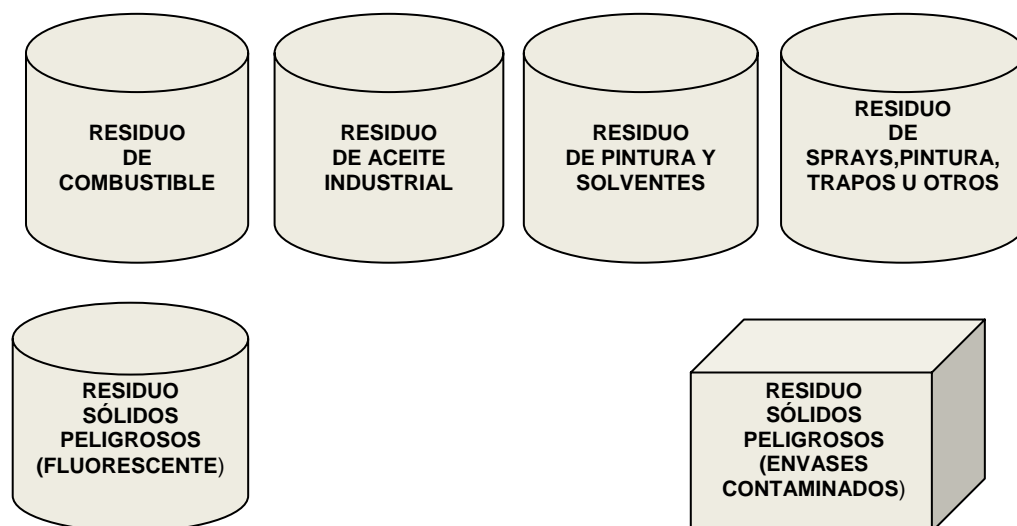 RESIDUO
DE
COMBUSTIBLE
RESIDUO
DE ACEITE
INDUSTRIAL
RESIDUO
DE PINTURA Y
SOLVENTES
RESIDUO
DE
SPRAYS,PINTURA,
TRAPOS U OTROS
RESIDUO
SÓLIDOS
PELIGROSOS
(FLUORESCENTE)
RESIDUO
SÓLIDOS
PELIGROSOS
(ENVASES
CONTAMINADOS)